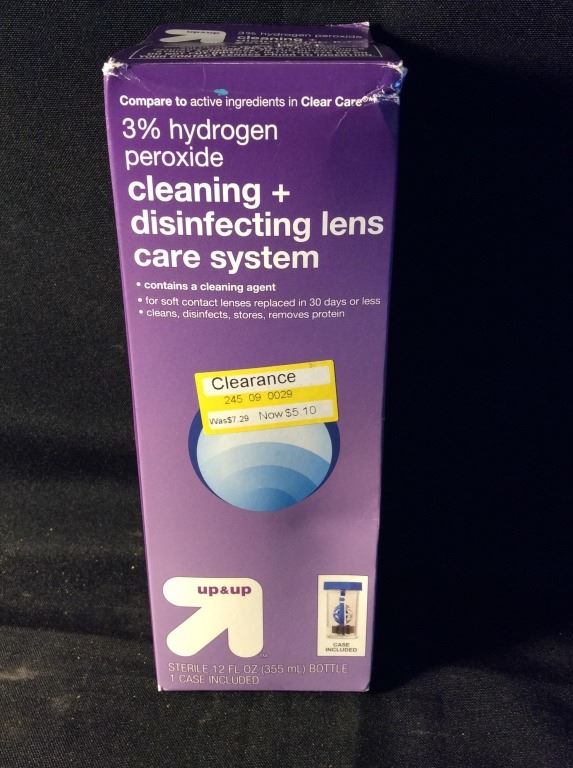 3% hydrogen peroxide
Compare to active ingredients in Clear Care®
3% hydrogen
peroxide
cleaning +
disinfecting lens
care system
• contains a cleaning agent
• for soft contact lenses replaced in 30 days or less
• cleans, disinfects, stores, removes protein
Clearance
245 09 0029
Was$7.29 Now $5.10
up&up
CASE
INCLUDED
STERILE 12 FL OZ (355 mL) BOTTLE
1 CASE INCLUDED